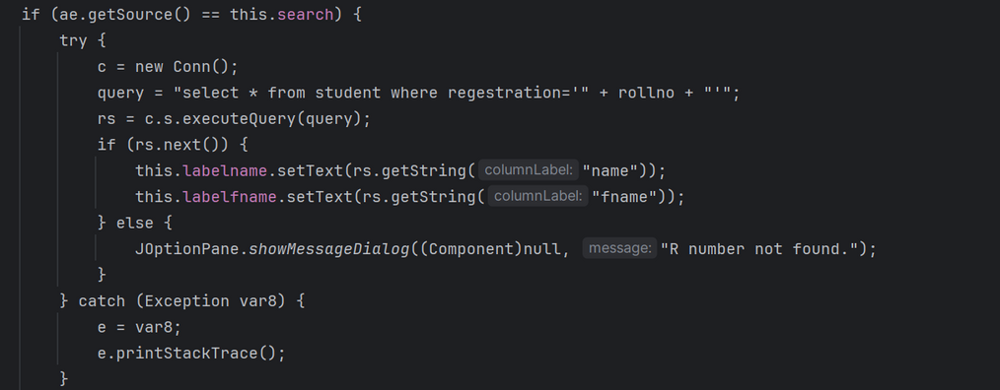 if (ae.getSource() == this.search) {
try {
c = new Conn();
query = "select * from student where regestration='" + rollno + "'";
rs = c.s.executeQuery(query);
if (rs.next()) {
this.labelname.setText(rs.getString( columnLabel: "name"));
this.labelfname.setText(rs.getString( columnLabel: "fname"));
} else {
JOptionPane.showMessageDialog((Component)null, message: "R number not found.");
}
} catch (Exception var8) {
e = var8;
e.printStackTrace();
}